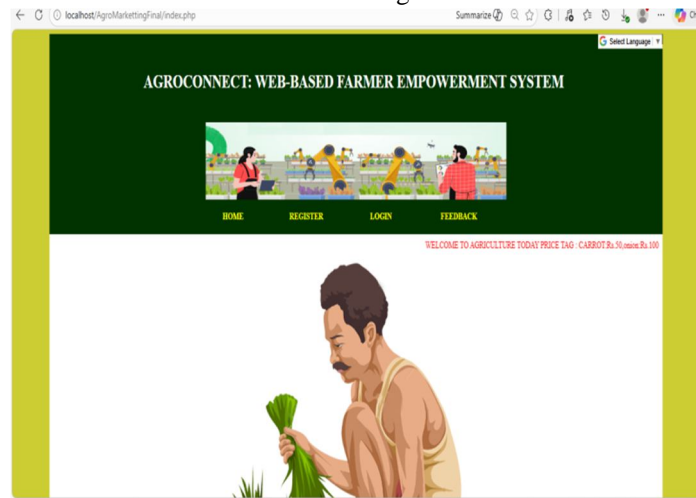 localhost/AgroMarkettingFinal/index.php
Summarize
Select Language
AGROCONNECT: WEB-BASED FARMER EMPOWERMENT SYSTEM
HOME REGISTER LOGIN FEEDBACK
WELCOME TO AGRICULTURE TODAY PRICE TAG : CARROT:Rs.50,onion:Rs.100